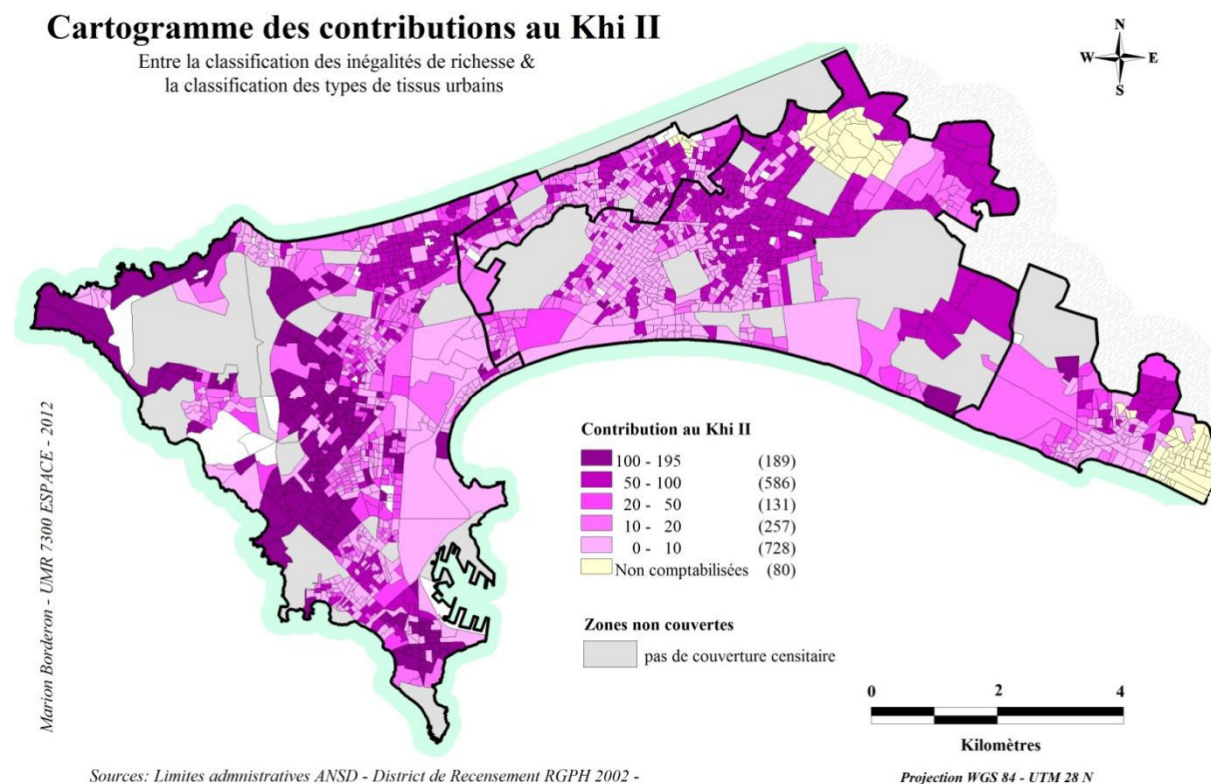 Cartogramme des contributions au Khi II
Entre la classification des inégalités de richesse &
la classification des types de tissus urbains
N
W E
S
Marion Borderon - UMR 7300 ESPACE - 2012
Contribution au Khi II
100 - 195 (189)
50 - 100 (586)
20 - 50 (131)
10 - 20 (257)
0 - 10 (728)
Non comptabilisées (80)
Zones non couvertes
pas de couverture censitaire
0 2 4
Kilomètres
Sources: Limites admnistratives ANSD - District de Recensement RGPH 2002 -
Projection WGS 84 - UTM 28 N